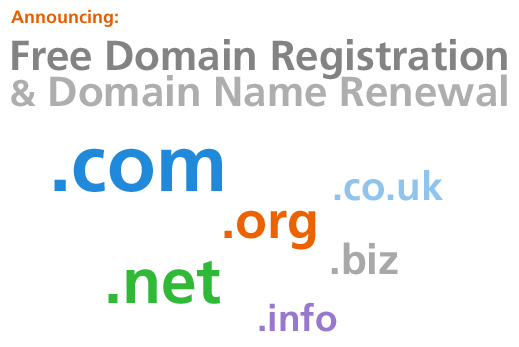 Announcing:
Free Domain Registration
& Domain Name Renewal
.com
.co.uk
.org
.biz
.net
.info